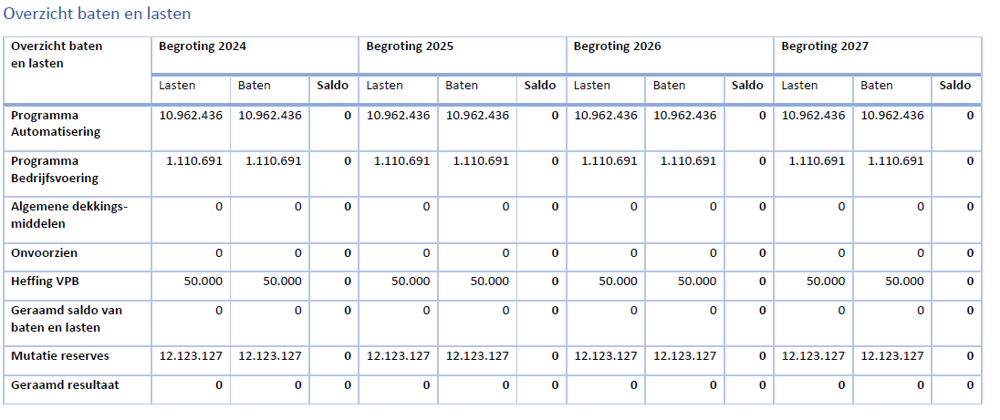 Overzicht baten en lasten
Overzicht baten Begroting 2024 Begroting 2025 Begroting 2026 Begroting 2027
en lasten
Lasten Baten Saldo Lasten Baten Saldo Lasten Baten Saldo Lasten Baten Saldo
Programma 10.962.436 10.962.436 0 10.962.436 10.962.436 0 10.962.436 10.962.436 0 10.962.436 10.962.436 0
Automatisering
Programma 1.110.691 1.110.691 0 1.110.691 1.110.691 0 1.110.691 1.110.691 0 1.110.691 1.110.691 0
Bedrijfsvoering
Algemene dekkings- 0 0 0 0 0 0 0 0 0 0 0 0
middelen
Onvoorzien 0 0 0 0 0 0 0 0 0 0 0 0
Heffing VPB 50.000 50.000 0 50.000 50.000 0 50.000 50.000 0 50.000 50.000 0
Geraamd saldo van 0 0 0 0 0 0 0 0 0 0 0 0
baten en lasten
Mutatie reserves 12.123.127 12.123.127 0 12.123.127 12.123.127 0 12.123.127 12.123.127 0 12.123.127 12.123.127 0
Geraamd resultaat 0 0 0 0 0 0 0 0 0 0 0 0